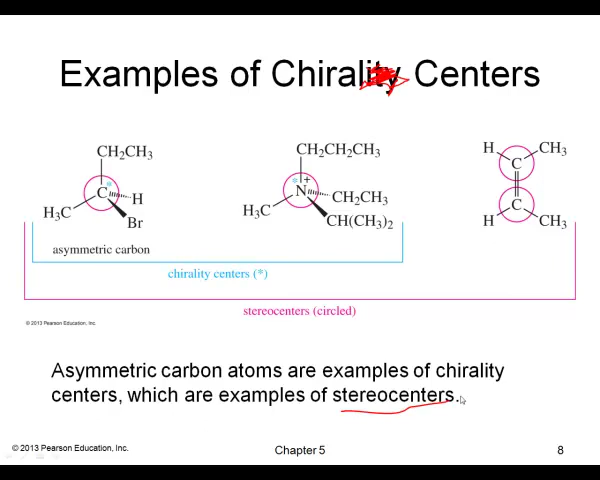 Examples of Chirality Centers
CH₂CH₃
C*
H
H₃C
Br
asymmetric carbon
CH₂CH₂CH₃
*+
N
CH₂CH₃
H₃C
CH(CH₃)₂
H
CH₃
C
C
H
CH₃
chirality centers (*)
stereocenters (circled)
© 2013 Pearson Education, Inc.
Asymmetric carbon atoms are examples of chirality
centers, which are examples of stereocenters.
© 2013 Pearson Education, Inc.
Chapter 5
8